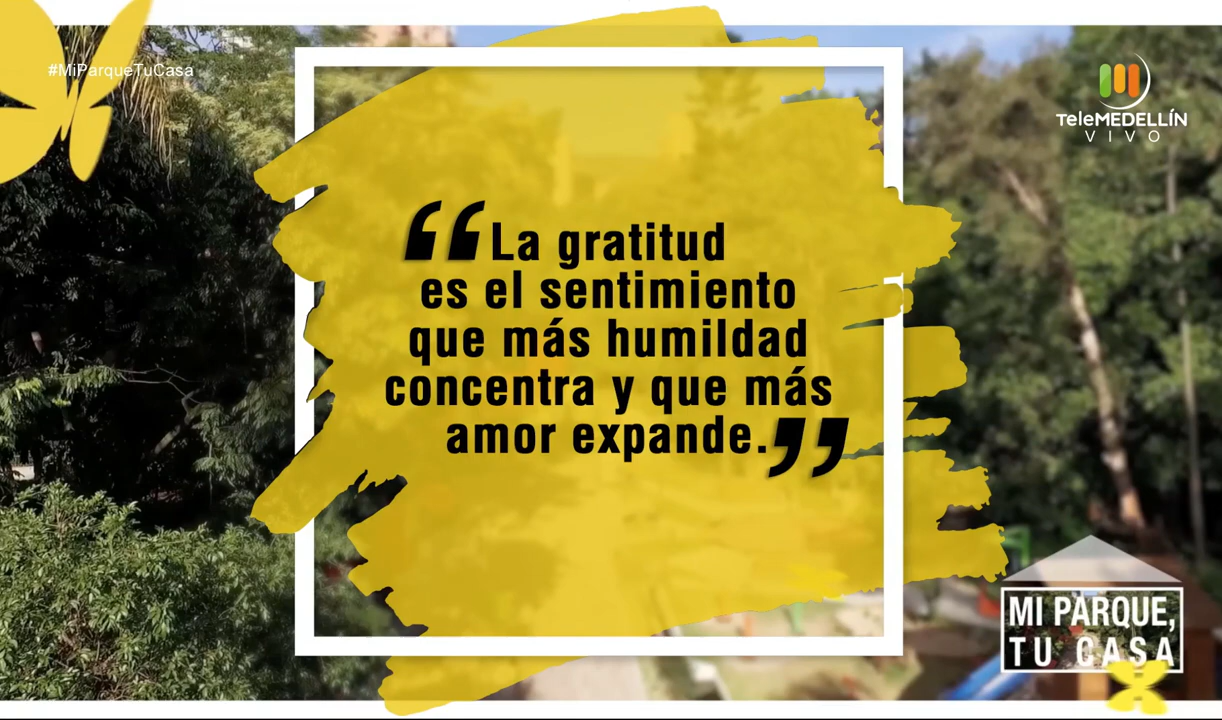 #MiParqueTuCasa
TeleMEDELLÍN
VIVO
“La gratitud
es el sentimiento
que más humildad
concentra y que más
amor expande.”
MI PARQUE,
TU CASA